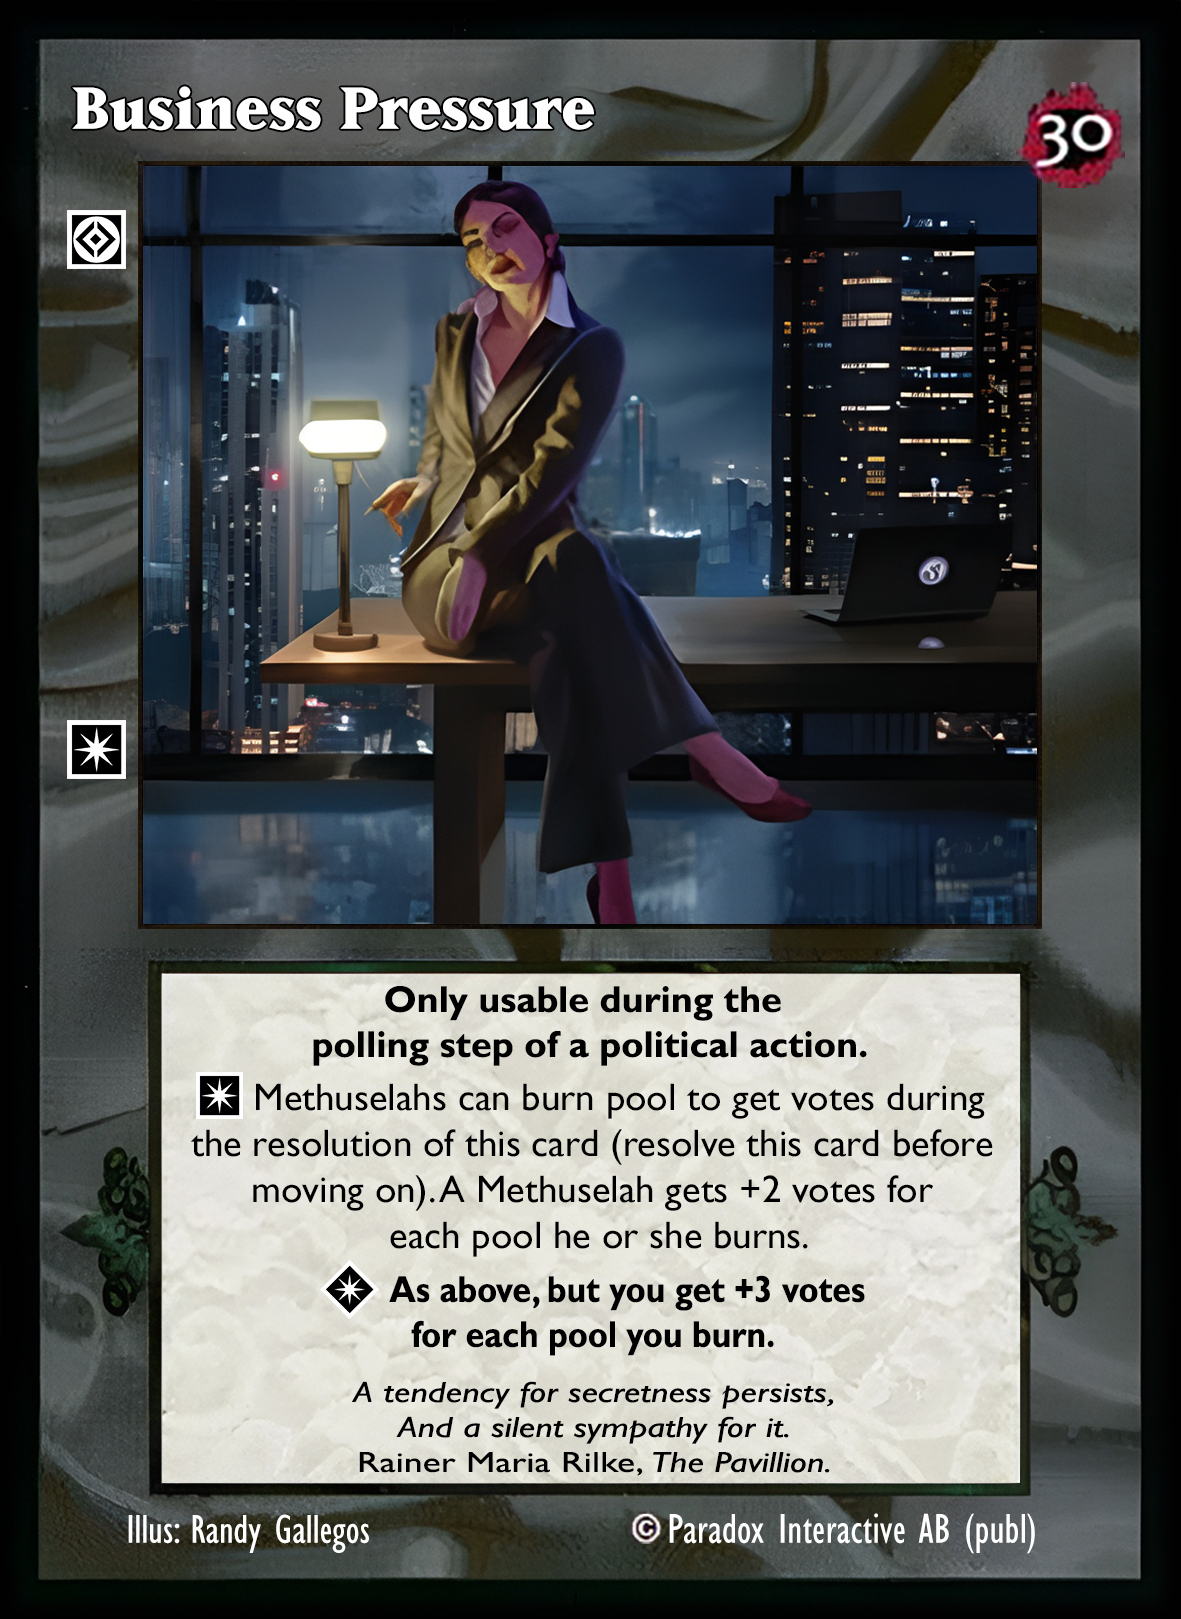 Business Pressure
30
Only usable during the
polling step of a political action.
Methuselahs can burn pool to get votes during
the resolution of this card (resolve this card before
moving on). A Methuselah gets +2 votes for
each pool he or she burns.
As above, but you get +3 votes
for each pool you burn.
A tendency for secretness persists,
And a silent sympathy for it.
Rainer Maria Rilke, The Pavillion.
Illus: Randy Gallegos
© Paradox Interactive AB (publ)